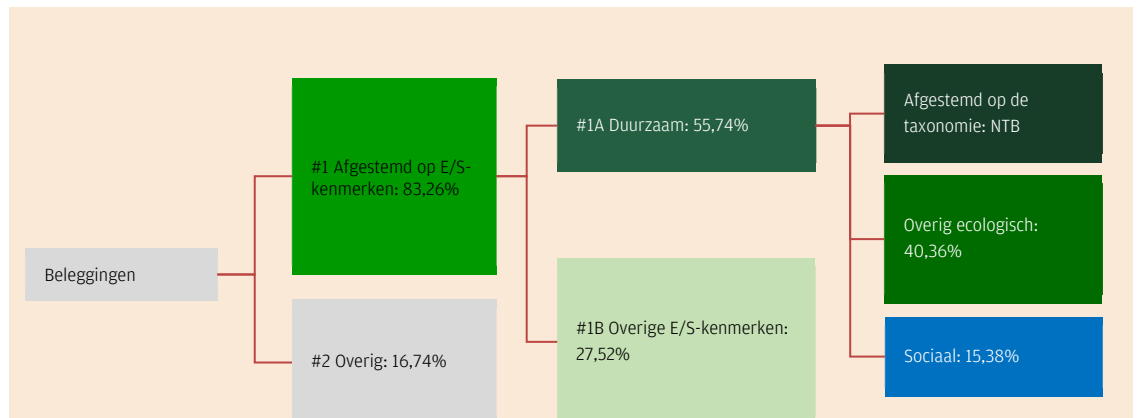 Beleggingen
#1 Afgestemd op E/S-
kenmerken: 83,26%
#2 Overig: 16,74%
#1A Duurzaam: 55,74%
#1B Overige E/S-kenmerken:
27,52%
Afgestemd op de
taxonomie: NTB
Overig ecologisch:
40,36%
Sociaal: 15,38%